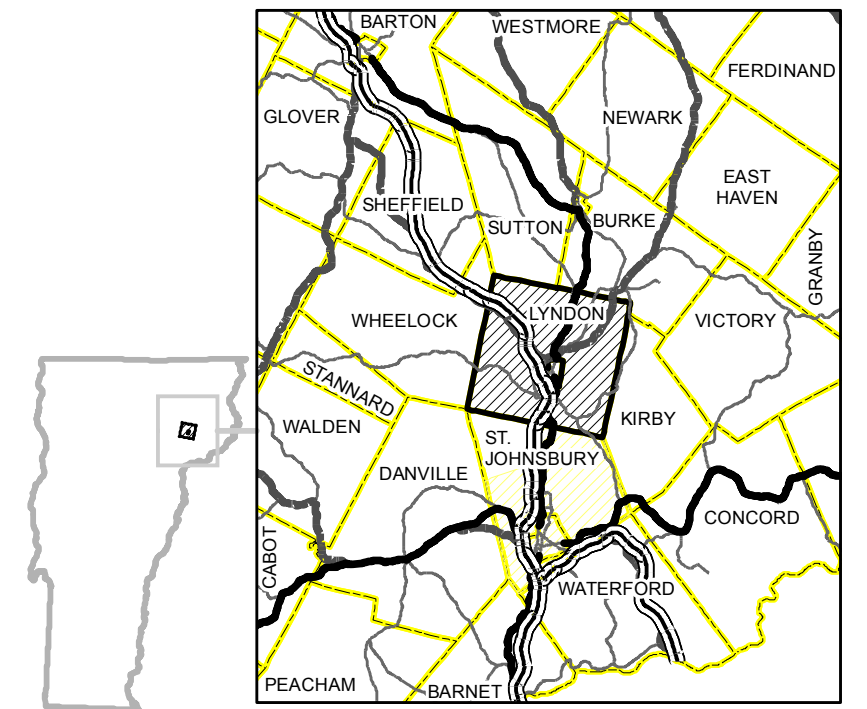 BARTON
WESTMORE
FERDINAND
GLOVER
NEWARK
EAST
HAVEN
SHEFFIELD
SUTTON
BURKE
GRANBY
LYNDON
WHEELOCK
VICTORY
STANNARD
WALDEN
KIRBY
ST.
JOHNSBURY
DANVILLE
CONCORD
CABOT
WATERFORD
PEACHAM
BARNET